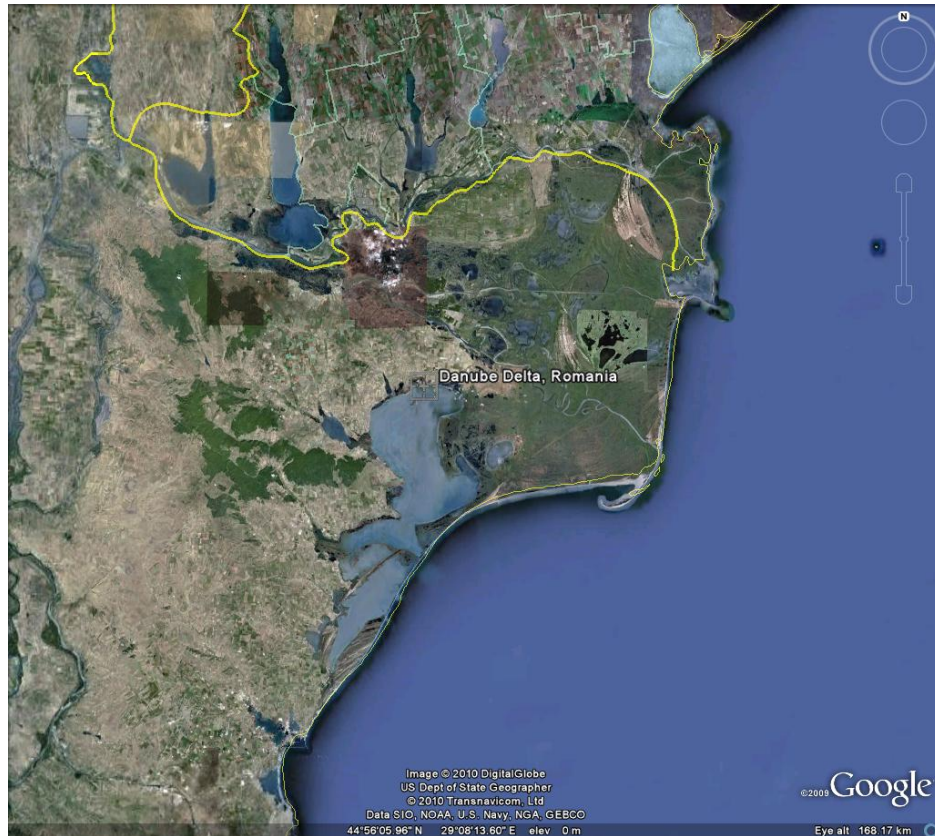 N
Danube Delta, Romania
Image © 2010 DigitalGlobe
US Dept of State Geographer
© 2010 Transnavicom, Ltd
Data SIO, NOAA, U.S. Navy, NGA, GEBCO
©2009 Google
44°56'05.96" N 29°08'13.60" E elev 0 m Eye alt 168.17 km